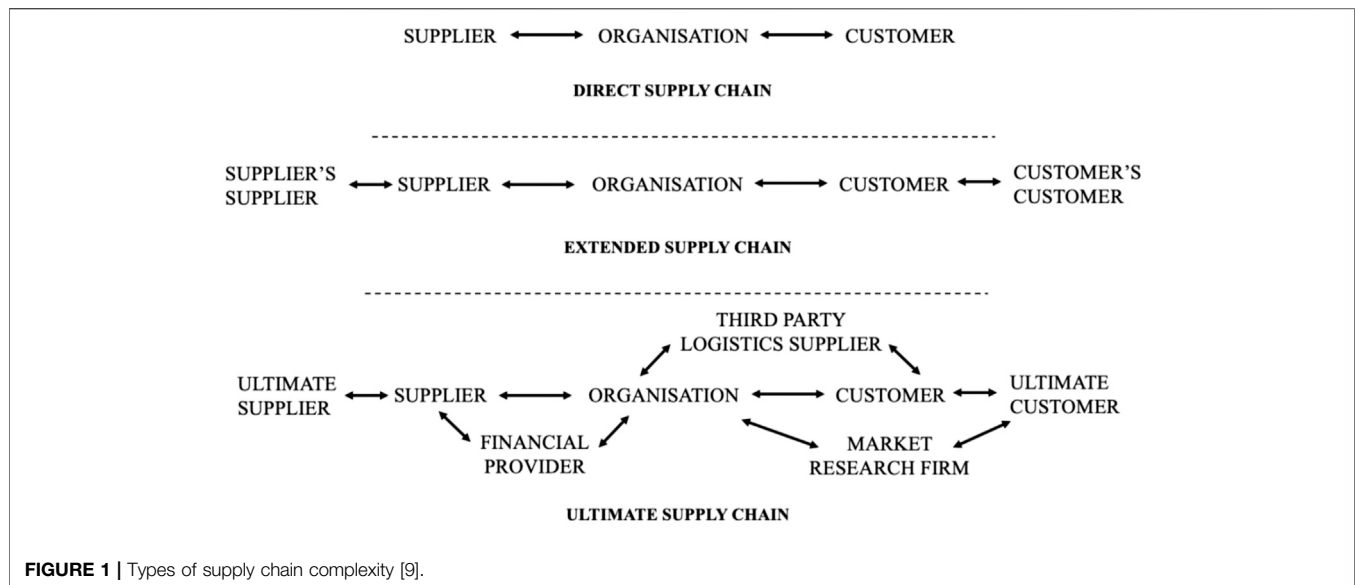 SUPPLIER ORGANISATION CUSTOMER
DIRECT SUPPLY CHAIN
SUPPLIER'S
SUPPLIER
SUPPLIER ORGANISATION CUSTOMER
CUSTOMER'S
CUSTOMER
EXTENDED SUPPLY CHAIN
THIRD PARTY
LOGISTICS SUPPLIER
ULTIMATE
SUPPLIER
SUPPLIER ORGANISATION CUSTOMER
ULTIMATE
CUSTOMER
FINANCIAL
PROVIDER
MARKET
RESEARCH FIRM
ULTIMATE SUPPLY CHAIN
FIGURE 1 | Types of supply chain complexity [9].